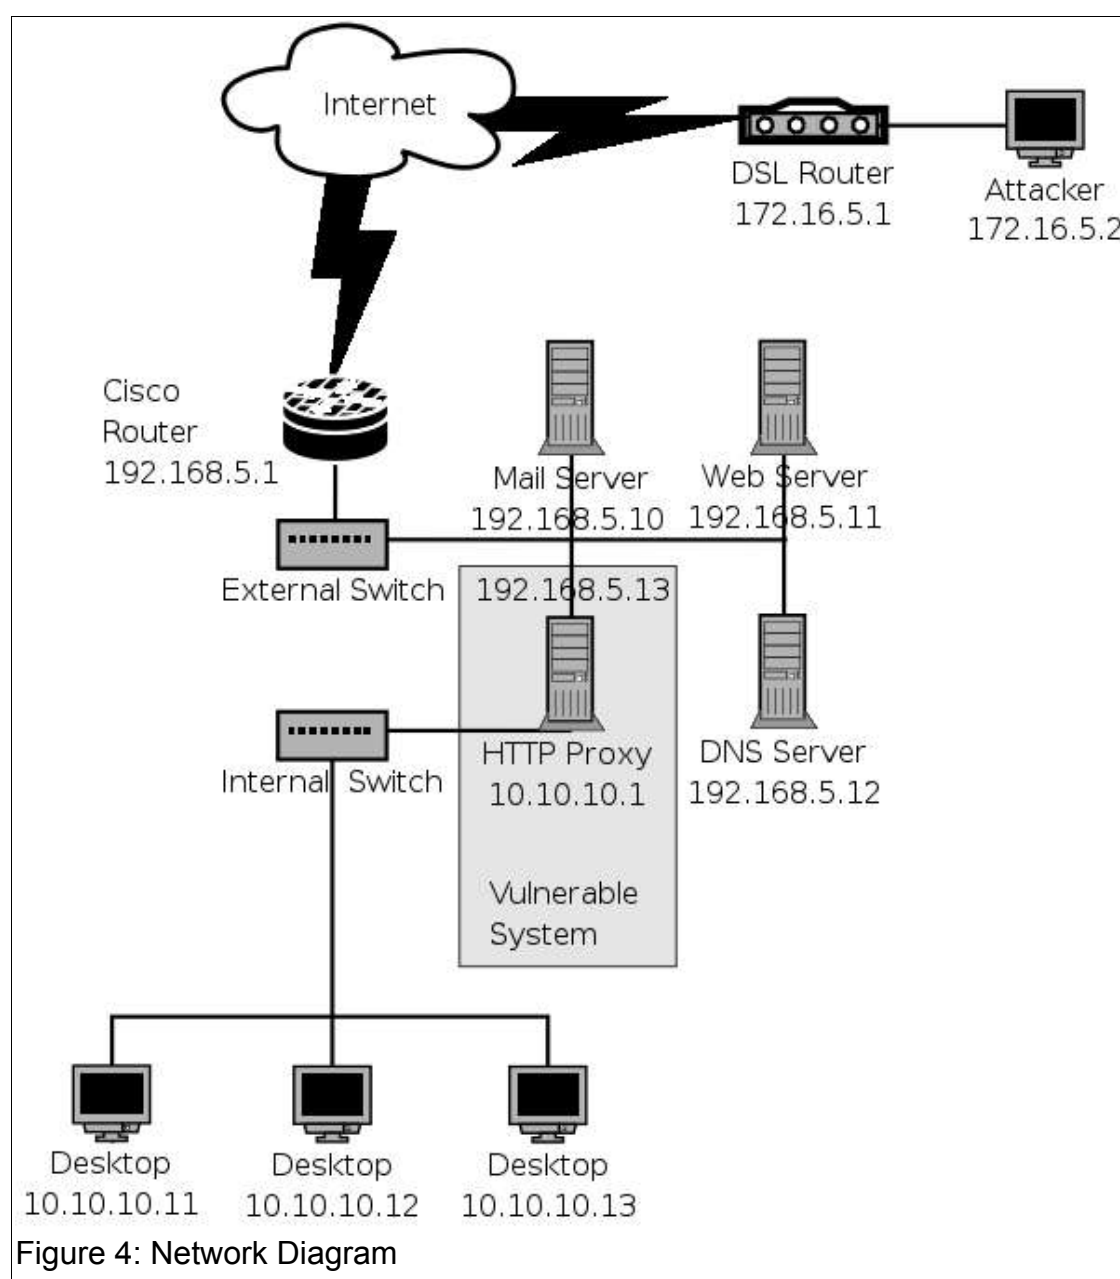 Internet
DSL Router
172.16.5.1
Attacker
172.16.5.2
Cisco
Router
192.168.5.1
Mail Server
192.168.5.10
Web Server
192.168.5.11
External Switch
192.168.5.13
Internal Switch
HTTP Proxy
10.10.10.1
DNS Server
192.168.5.12
Vulnerable
System
Desktop
10.10.10.11
Desktop
10.10.10.12
Desktop
10.10.10.13
Figure 4: Network Diagram